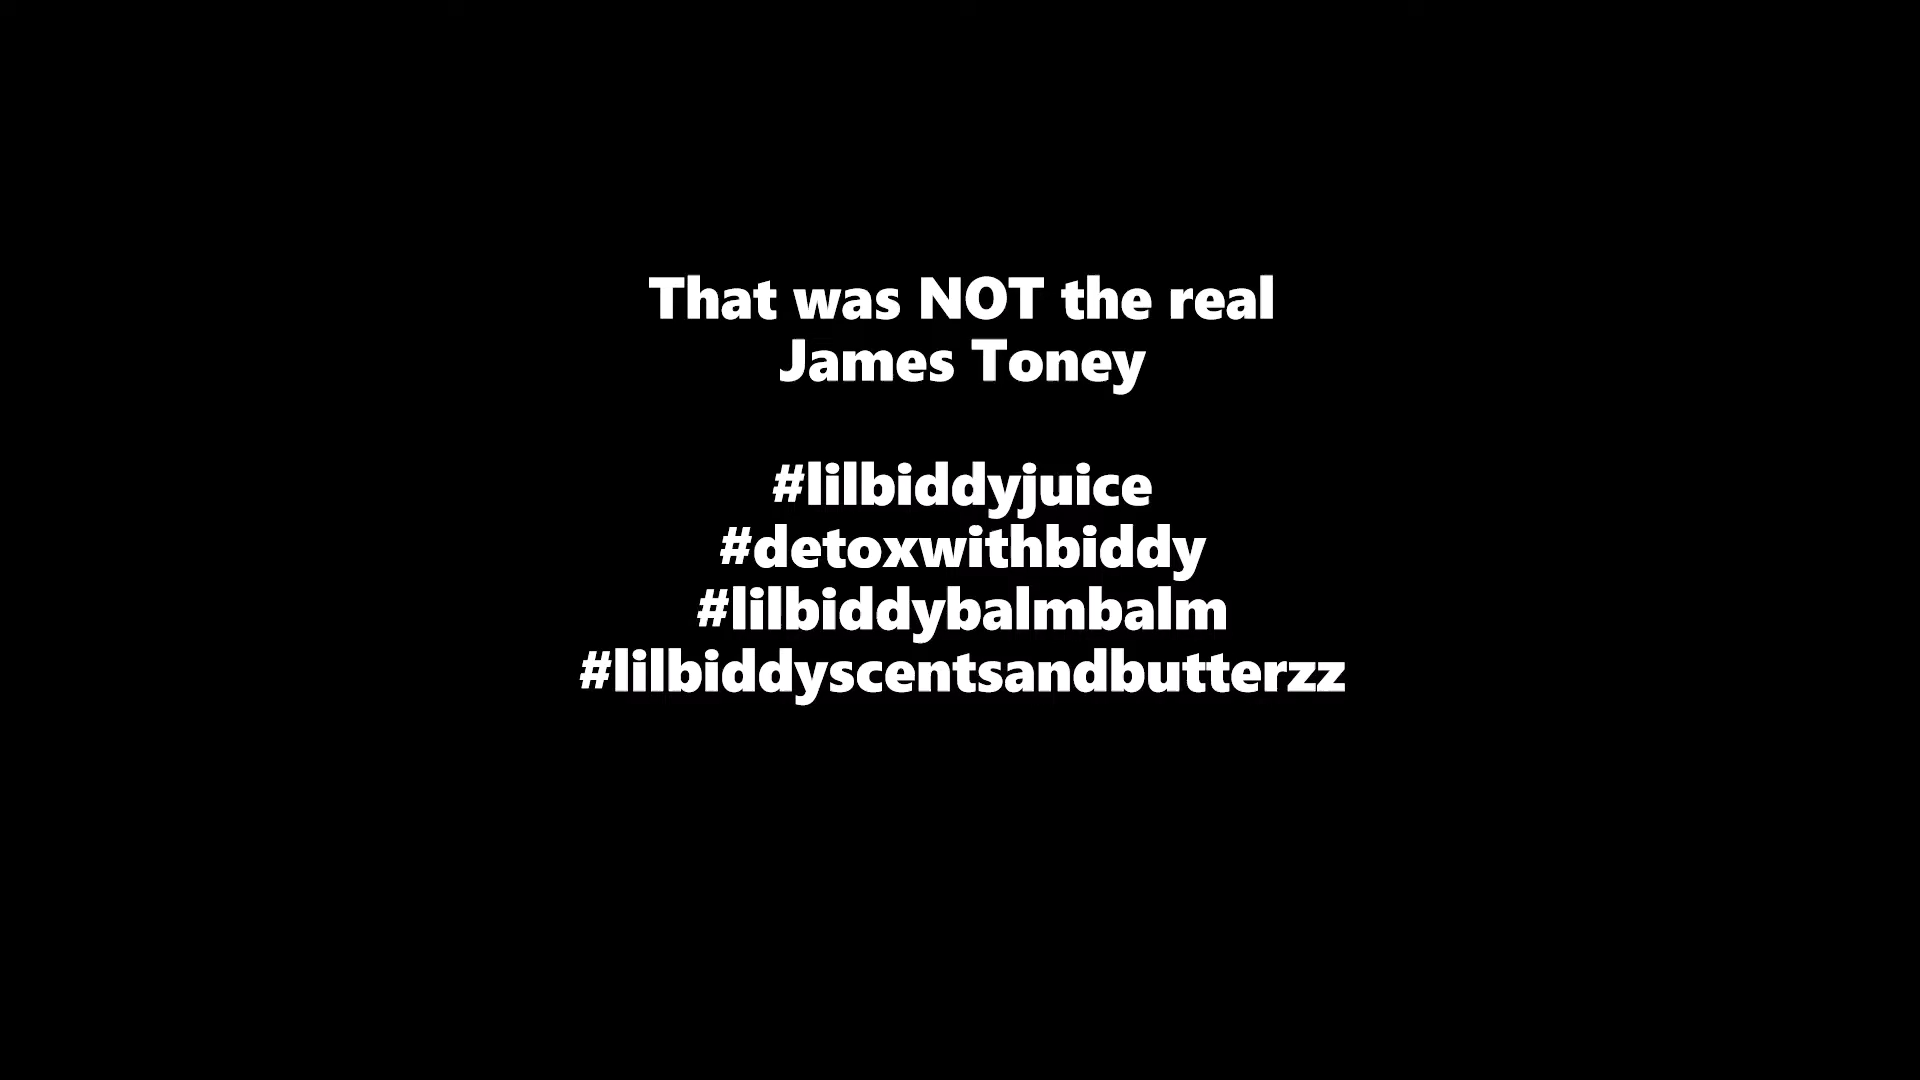 That was NOT the real
James Toney
#lilbiddyjuice
#detoxwithbiddy
#lilbiddybalmbalm
#lilbiddyscentsandbutterzz